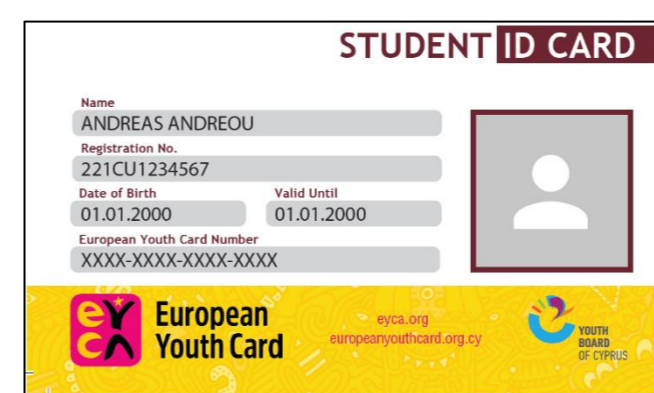 STUDENT ID CARD
Name
ANDREAS ANDREOU
Registration No.
221CU1234567
Date of Birth Valid Until
01.01.2000 01.01.2000
European Youth Card Number
XXXX-XXXX-XXXX-XXXX
eyca
European
Youth Card
eyca.org
europeanyouthcard.org.cy
YOUTH
BOARD
OF CYPRUS